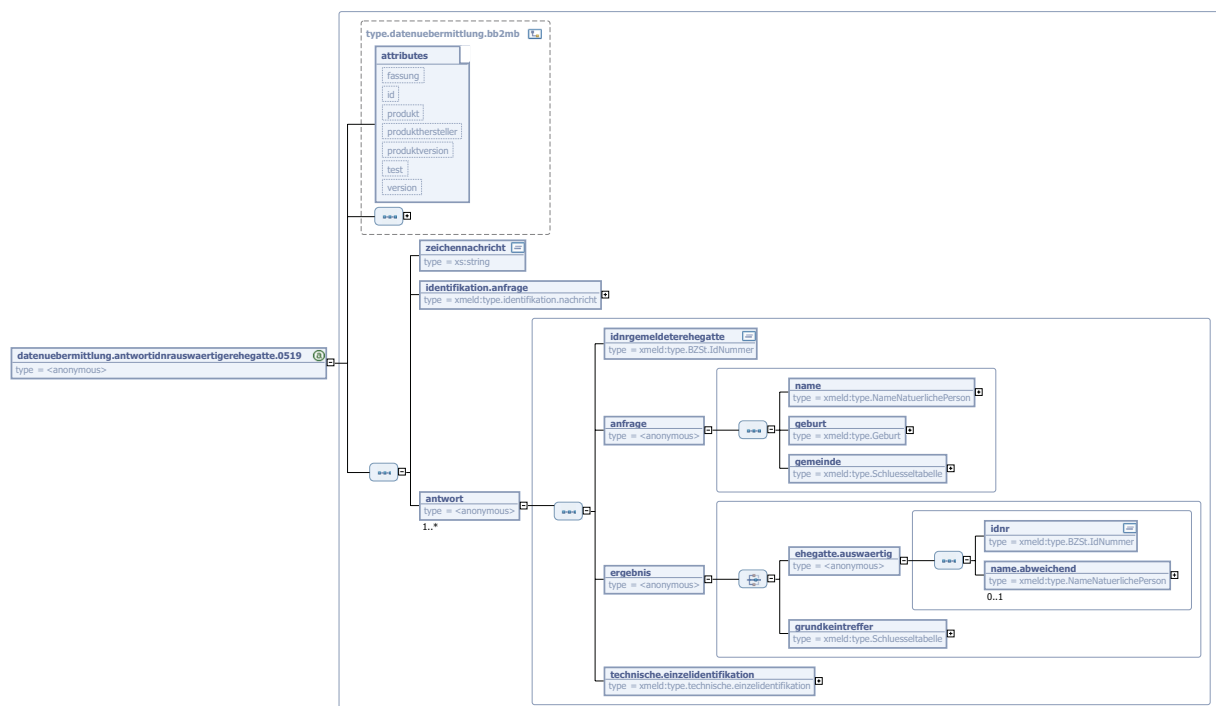 type.datenuebermittlung.bb2mb
attributes
fassung
id
produkt
produkthersteller
produktversion
test
version
zeichennachricht
type = xs:string
identifikation.anfrage
type = xmeld:type.identifikation.nachricht
datenuebermittlung.antwortidnrauswaertigerehegatte.0519
a
type = <anonymous>
antwort
type = <anonymous>
1..*
idnrgemeldeterehegatte
type = xmeld:type.BZSt.IdNummer
anfrage
type = <anonymous>
name
type = xmeld:type.NameNatuerlichePerson
geburt
type = xmeld:type.Geburt
gemeinde
type = xmeld:type.Schluesseltabelle
ergebnis
type = <anonymous>
ehegatte.auswaertig
type = <anonymous>
idnr
type = xmeld:type.BZSt.IdNummer
name.abweichend
type = xmeld:type.NameNatuerlichePerson
0..1
grundkeintreffer
type = xmeld:type.Schluesseltabelle
technische.einzelidentifikation
type = xmeld:type.technische.einzelidentifikation